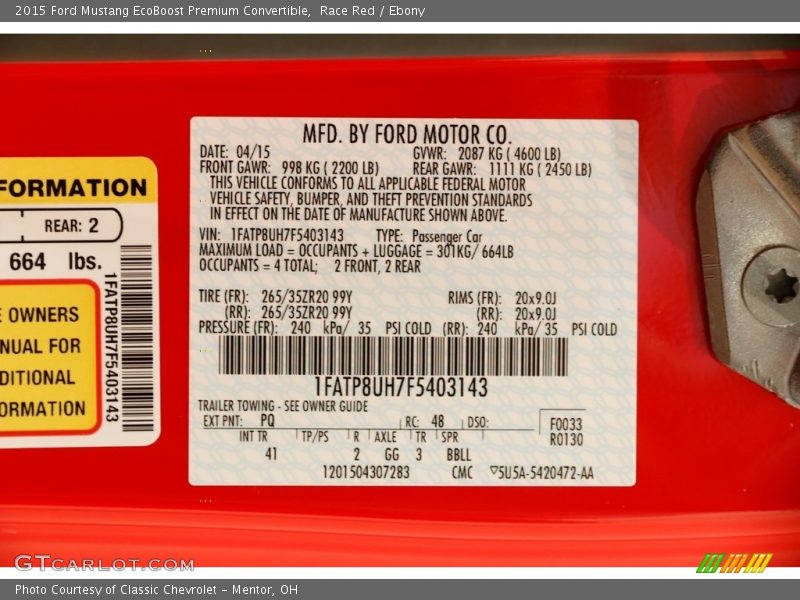 2015 Ford Mustang EcoBoost Premium Convertible, Race Red / Ebony
FORMATION
REAR: 2
664 lbs.
E OWNERS
NUAL FOR
DITIONAL
ORMATION
1FATP8UH7F5403143
MFD. BY FORD MOTOR CO.
DATE: 04/15 GVWR: 2087 KG ( 4600 LB)
FRONT GAWR: 998 KG ( 2200 LB) REAR GAWR: 1111 KG ( 2450 LB)
THIS VEHICLE CONFORMS TO ALL APPLICABLE FEDERAL MOTOR
VEHICLE SAFETY, BUMPER, AND THEFT PREVENTION STANDARDS
IN EFFECT ON THE DATE OF MANUFACTURE SHOWN ABOVE.
VIN: 1FATP8UH7F5403143 TYPE: Passenger Car
MAXIMUM LOAD = OCCUPANTS + LUGGAGE = 301KG/ 664LB
OCCUPANTS = 4 TOTAL; 2 FRONT, 2 REAR
TIRE (FR): 265/35ZR20 99Y RIMS (FR): 20x9.0J
(RR): 265/35ZR20 99Y (RR): 20x9.0J
PRESSURE (FR): 240 kPa/ 35 PSI COLD (RR): 240 kPa/ 35 PSI COLD
1FATP8UH7F5403143
TRAILER TOWING - SEE OWNER GUIDE
EXT PNT: PQ RC: 48 DSO: F0033
R0130
INT TR TP/PS R AXLE TR SPR
41 2 GG 3 BBLL
1201504307283 CMC ▽5U5A-5420472-AA
GTCarLot.com
Photo Courtesy of Classic Chevrolet - Mentor, OH